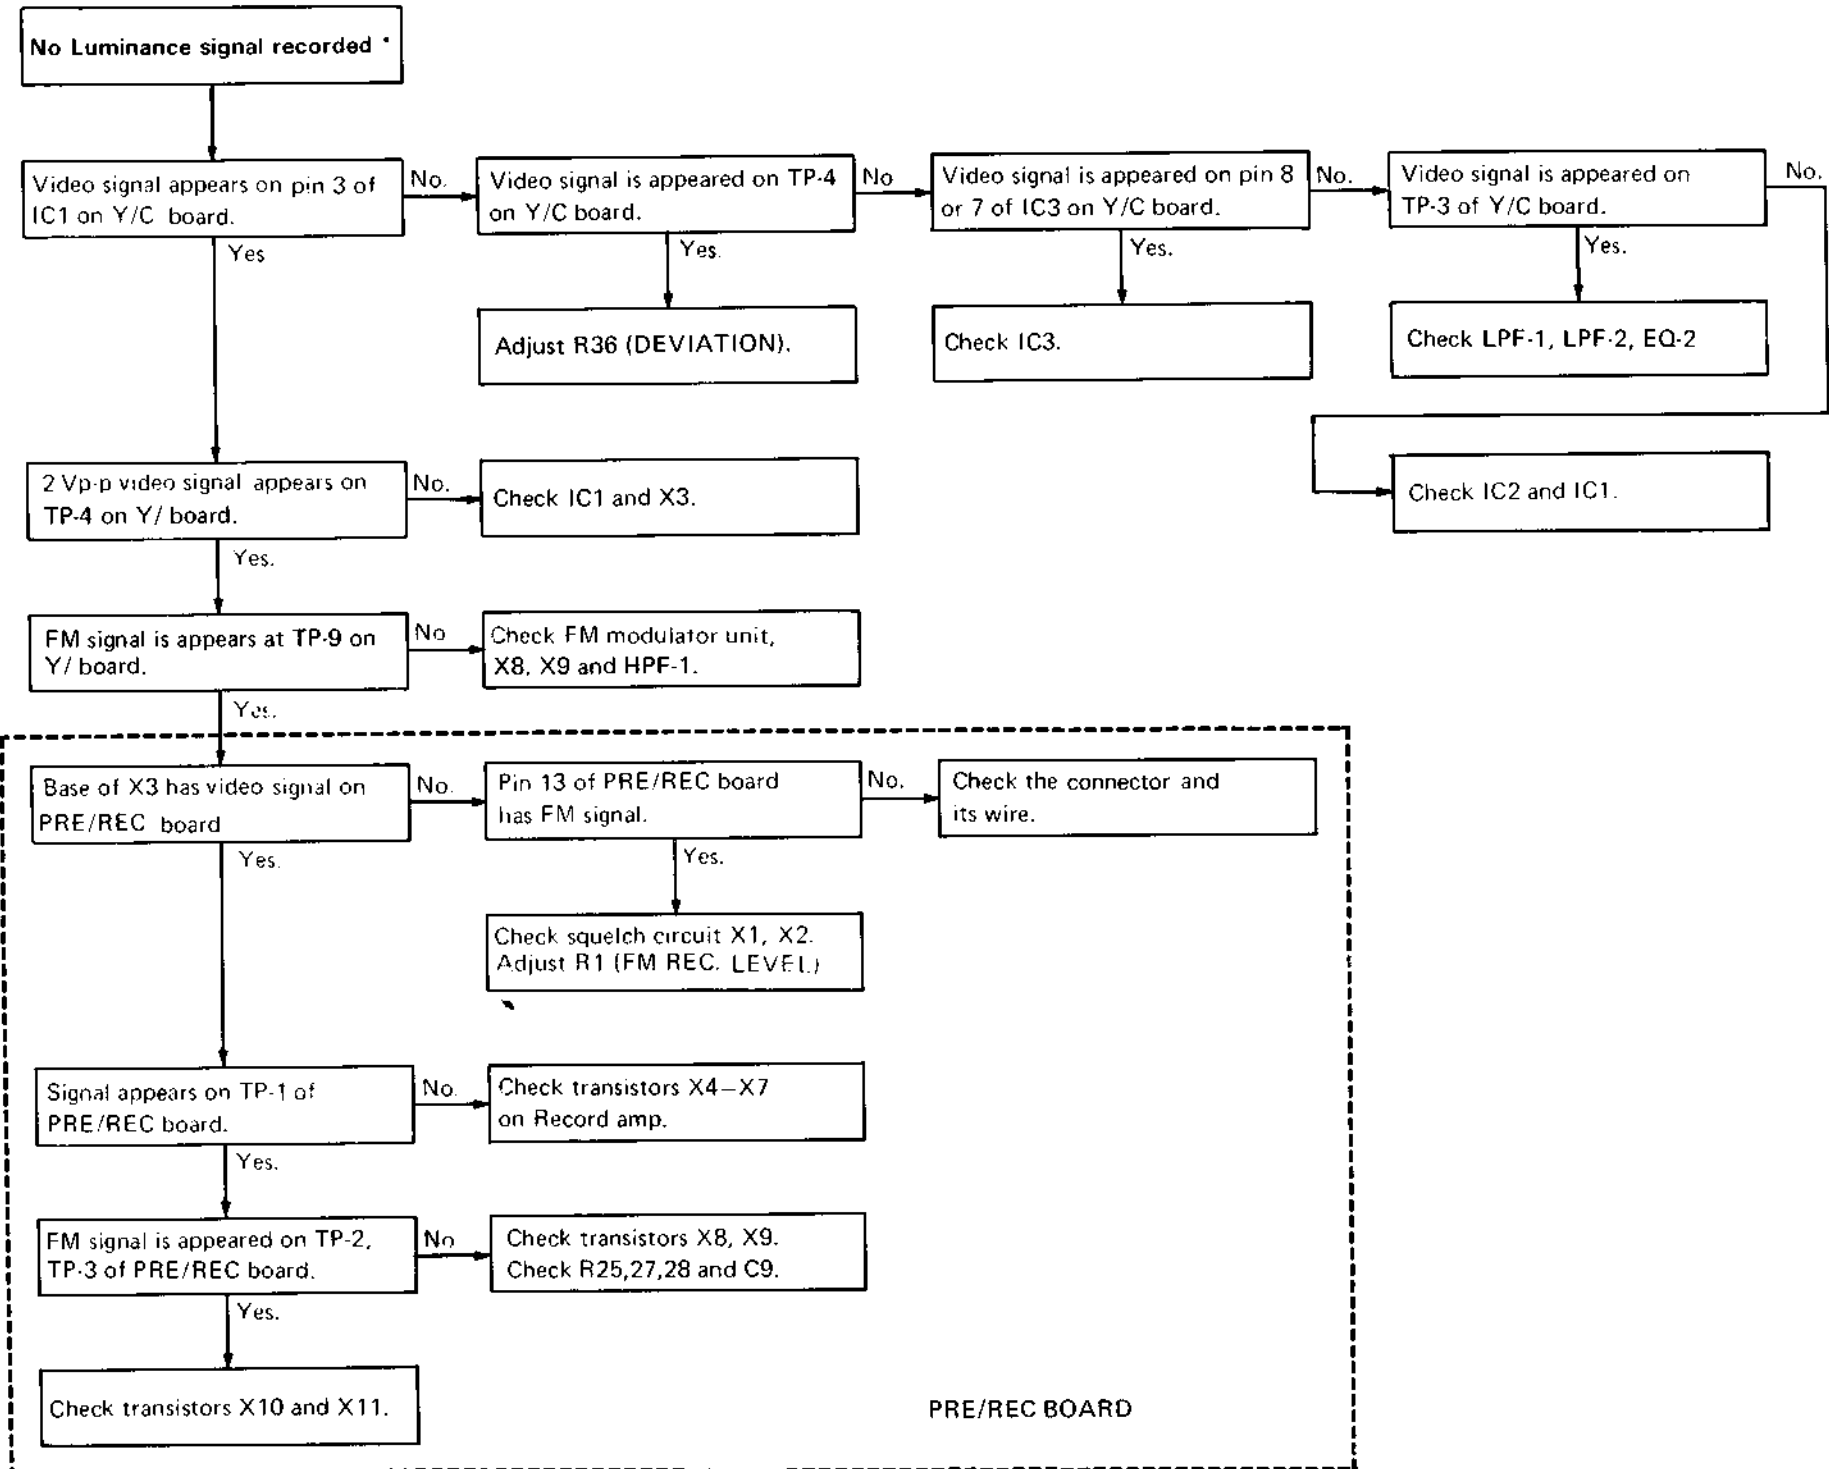 No Luminance signal recorded
Video signal appears on pin 3 of
IC1 on Y/C board.
No.
Video signal is appeared on TP-4
on Y/C board.
No
Video signal is appeared on pin 8
or 7 of IC3 on Y/C board.
No.
Video signal is appeared on
TP-3 of Y/C board.
No.
Yes
Yes.
Yes.
Yes.
Adjust R36 (DEVIATION).
Check IC3.
Check LPF-1, LPF-2, EQ-2
2 Vp-p video signal appears on
TP-4 on Y/ board.
No.
Check IC1 and X3.
Check IC2 and IC1.
Yes.
FM signal is appears at TP-9 on
Y/ board.
No
Check FM modulator unit,
X8, X9 and HPF-1.
Yes.
Base of X3 has video signal on
PRE/REC board
No.
Pin 13 of PRE/REC board
has FM signal.
No.
Check the connector and
its wire.
Yes.
Yes.
Check squelch circuit X1, X2.
Adjust R1 (FM REC. LEVEL)
Signal appears on TP-1 of
PRE/REC board.
No.
Check transistors X4–X7
on Record amp.
Yes.
FM signal is appeared on TP-2,
TP-3 of PRE/REC board.
No
Check transistors X8, X9.
Check R25,27,28 and C9.
Yes.
Check transistors X10 and X11.
PRE/REC BOARD